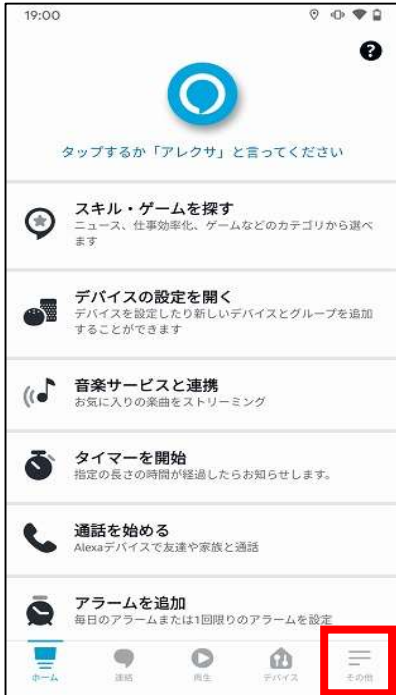 19:00
?
タップするか「アレクサ」と言ってください
スキル・ゲームを探す
ニュース、仕事効率化、ゲームなどのカテゴリから選べ
ます
デバイスの設定を開く
デバイスを設定したり新しいデバイスとグループを追加
することができます
音楽サービスと連携
お気に入りの楽曲をストリーミング
タイマーを開始
指定の長さの時間が経過したらお知らせします。
通話を始める
Alexaデバイスで友達や家族と通話
アラームを追加
毎日のアラームまたは1回限りのアラームを設定
ホーム 連絡 再生 デバイス その他